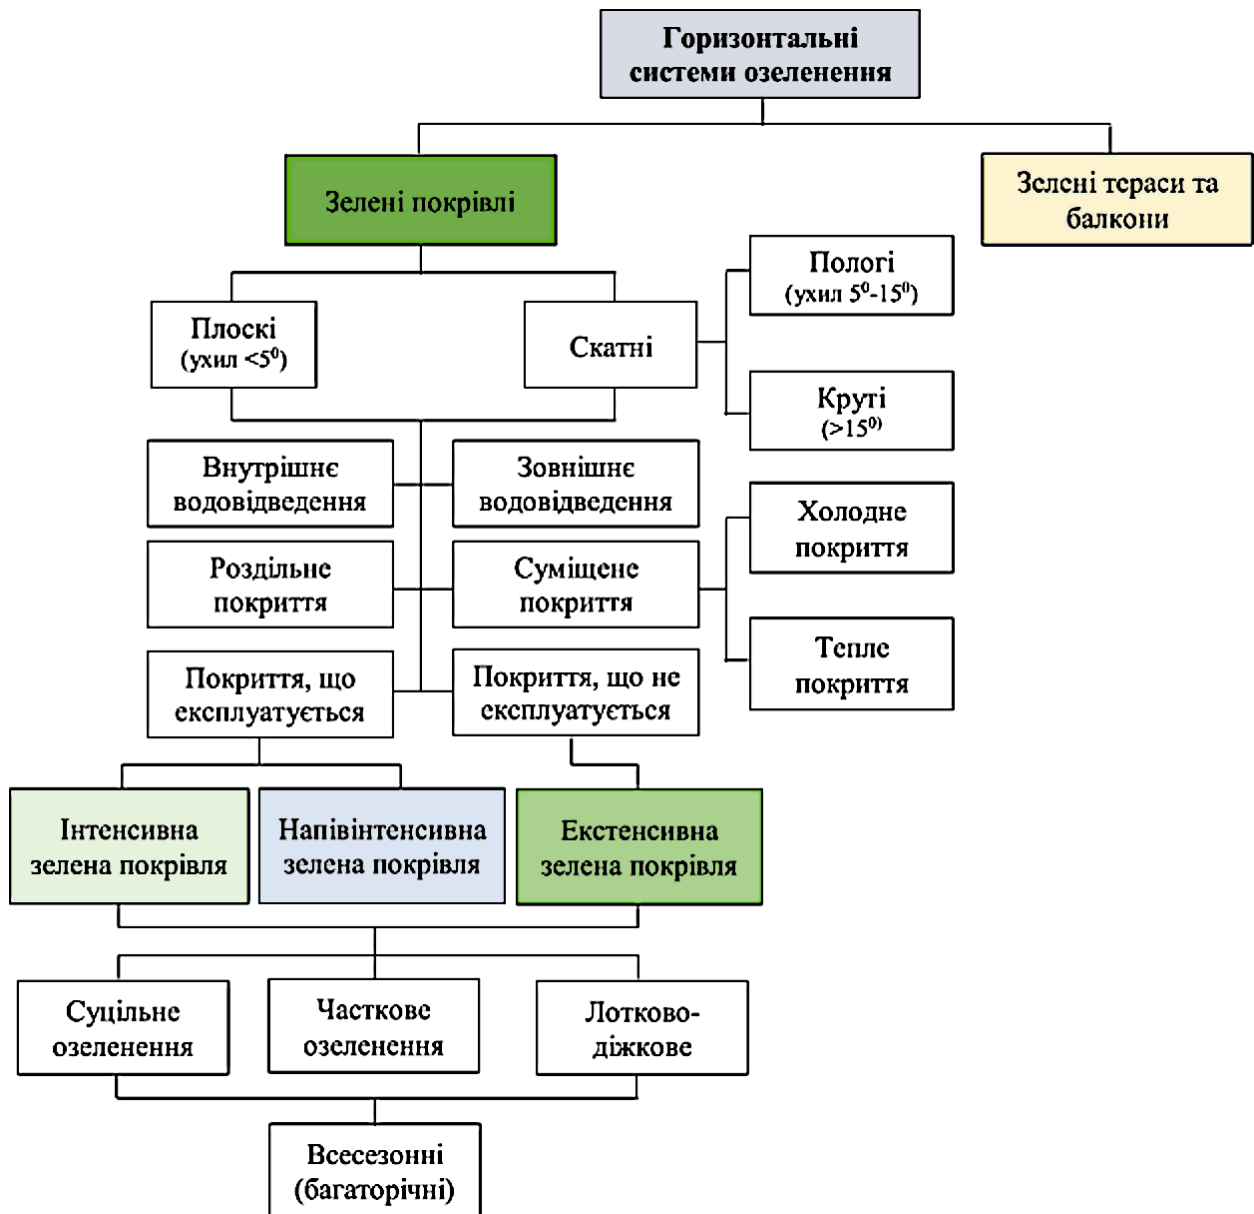 Горизонтальні
системи озеленення
Зелені покрівлі
Зелені тераси та
балкони
Плоскі
(ухил <5⁰)
Скатні
Пологі
(ухил 5⁰-15⁰)
Круті
(>15⁰⁾
Внутрішнє
водовідведення
Зовнішнє
водовідведення
Роздільне
покриття
Суміщене
покриття
Холодне
покриття
Тепле
покриття
Покриття, що
експлуатується
Покриття, що не
експлуатується
Інтенсивна
зелена покрівля
Напівінтенсивна
зелена покрівля
Екстенсивна
зелена покрівля
Суцільне
озеленення
Часткове
озеленення
Лотково-
діжкове
Всесезонні
(багаторічні)